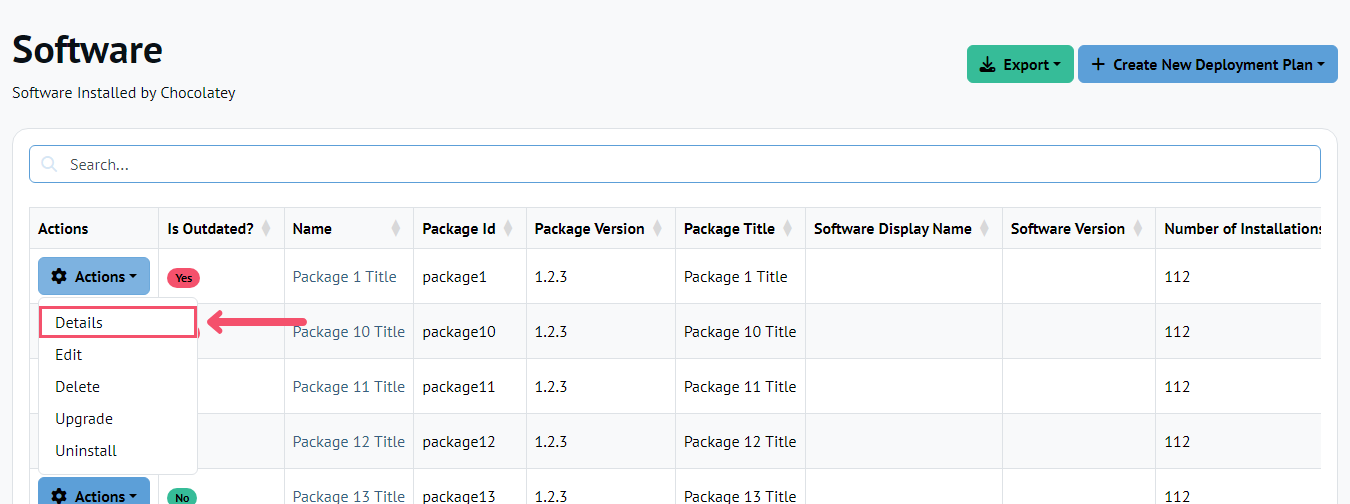 Software
Export
Create New Deployment Plan
Software Installed by Chocolatey
Search...
Actions Is Outdated? Name Package Id Package Version Package Title Software Display Name Software Version Number of Installations
Actions Yes Package 1 Title package1 1.2.3 Package 1 Title 112
Details
Package 10 Title package10 1.2.3 Package 10 Title 112
Edit
Delete Package 11 Title package11 1.2.3 Package 11 Title 112
Upgrade
Package 12 Title package12 1.2.3 Package 12 Title 112
Uninstall
Actions No Package 13 Title package13 1.2.3 Package 13 Title 112